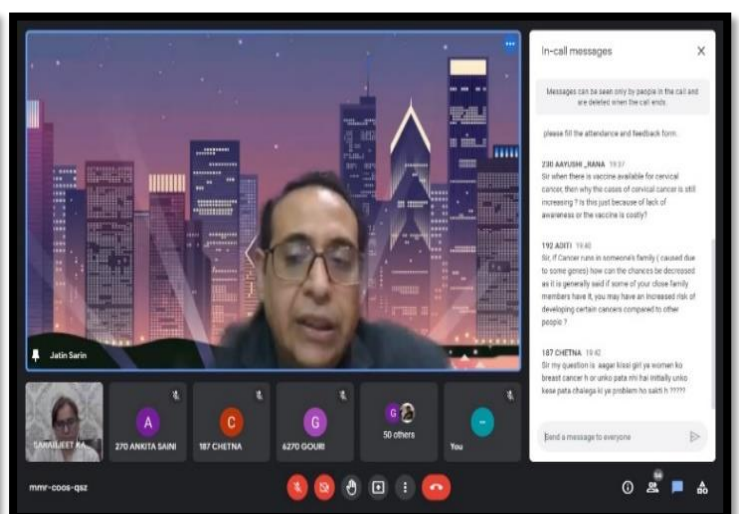 In-call messages
Messages can be seen only by people in the call and
are deleted when the call ends.
please fill the attendance and feedback form.
230 AAYUSHI _RANA 19:37
Sir when there is vaccine available for cervical
cancer, then why the cases of cervical cancer is still
increasing ? Is this just because of lack of
awareness or the vaccine is costly?
192 ADITI 19:40
Sir, If Cancer runs in someone's family ( caused due
to some genes) how can the chances be decreased
as it is generally said if some of your close family
members have it, you may have an increased risk of
developing certain cancers compared to other
people ?
187 CHETNA 19:42
Sir my question is aagar kissi girl ya women ko
breast cancer h or unko pata nhi hai initially unko
kese pata chalega ki ye problem ho sakti h ?????
Send a message to everyone
Jatin Sarin
A
270 ANKITA SAINI
C
187 CHETNA
G
6270 GOURI
G
50 others
You
mmr-coos-qsz